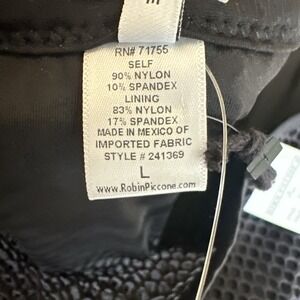 RN# 71755
SELF
90% NYLON
10% SPANDEX
LINING
83% NYLON
17% SPANDEX
MADE IN MEXICO OF
IMPORTED FABRIC
STYLE # 241369
L
www.RobinPiccone.com